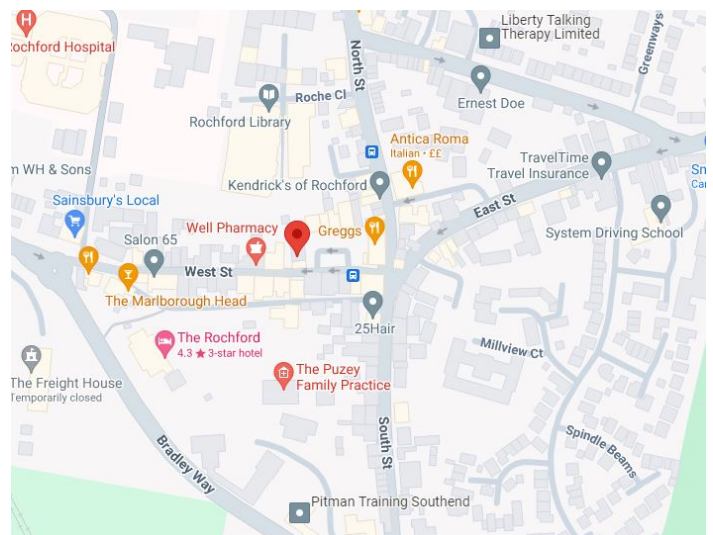 Liberty Talking
Therapy Limited
H
Rochford Hospital
North St
Greenways
Roche Cl
Ernest Doe
Rochford Library
Antica Roma
Italian • ££
TravelTime
Travel Insurance
m WH & Sons
Kendrick's of Rochford
Sn
Car
Sainsbury's Local
East St
Well Pharmacy
Greggs
System Driving School
Salon 65
West St
The Marlborough Head
25Hair
The Rochford
4.3 ★ 3-star hotel
Millview Ct
The Puzey
Family Practice
The Freight House
Temporarily closed
South St
Spindle Beams
Bradley Way
Pitman Training Southend